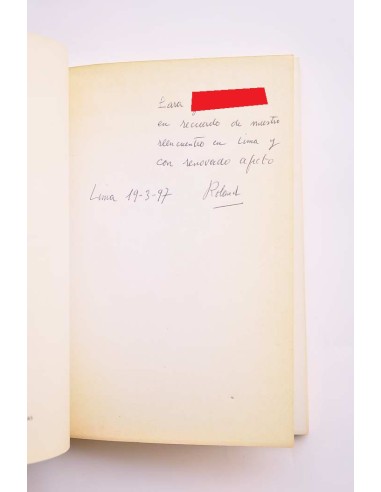 Para
en recuerdo de nuestro
reencuentro en Lima y
con renovado afecto
Lima 19-3-97 Roland